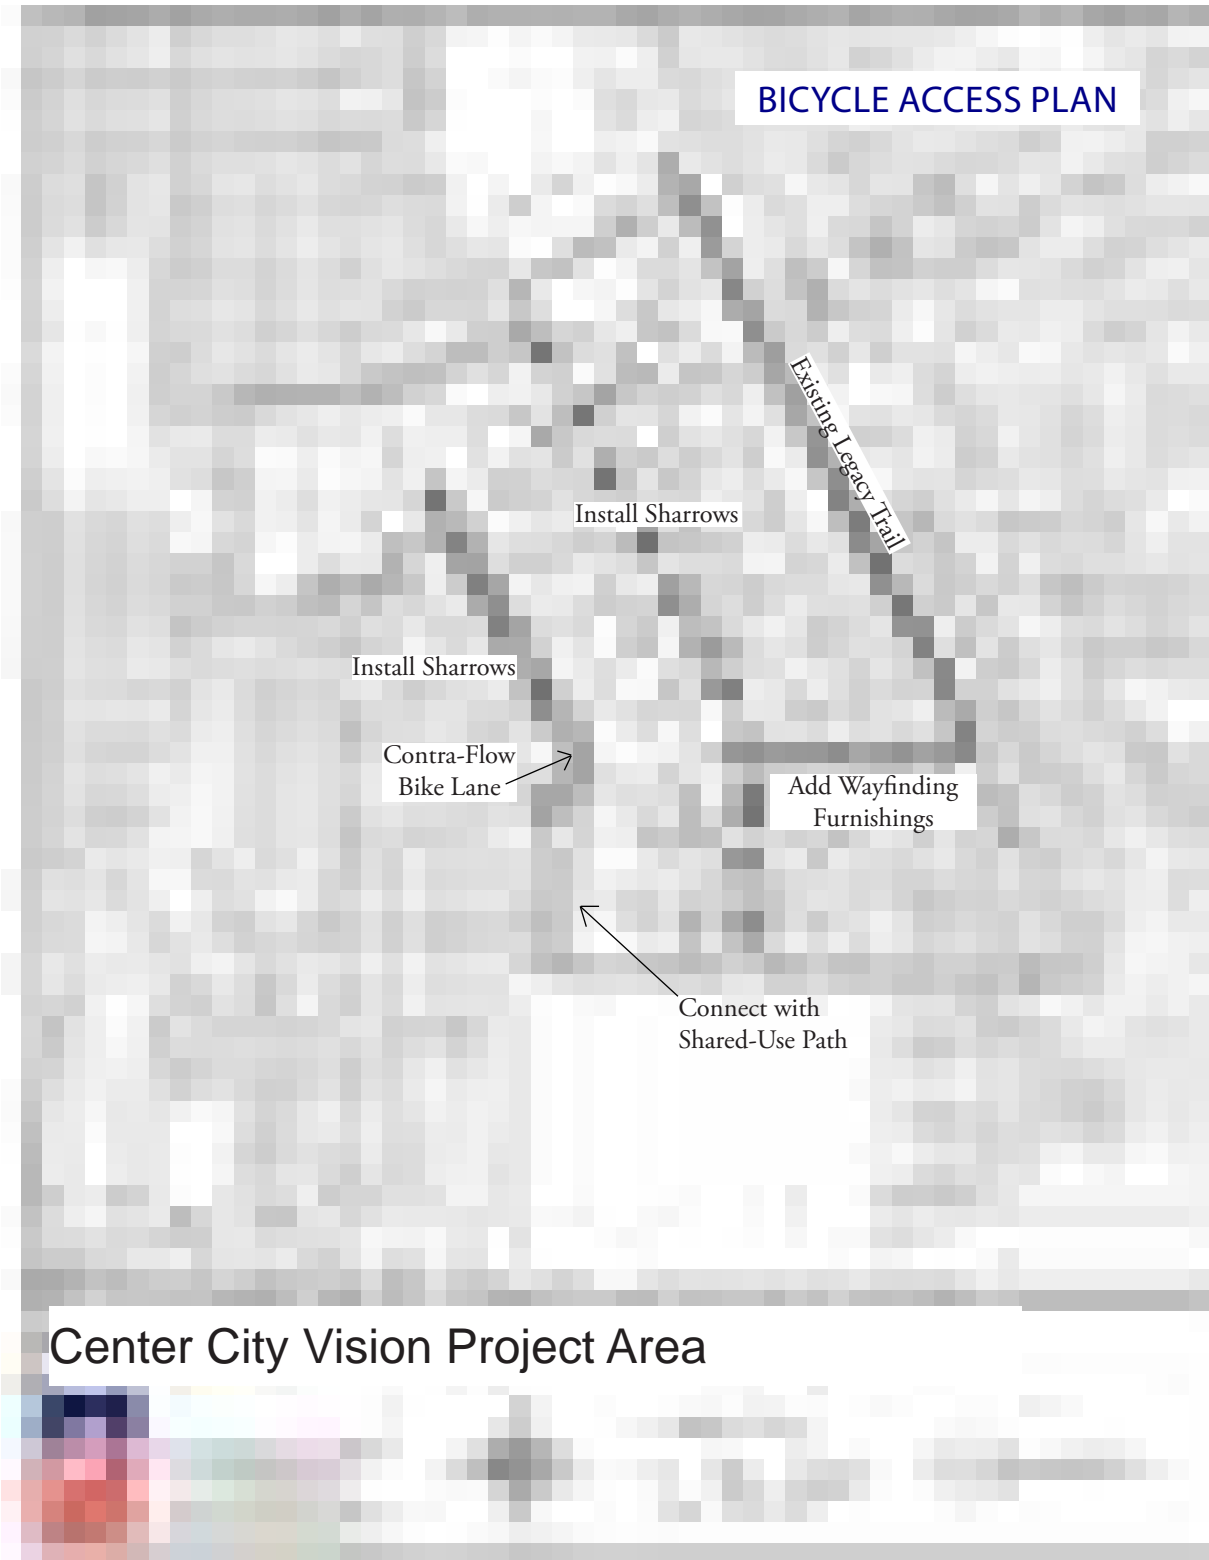 BICYCLE ACCESS PLAN
Existing Legacy Trail
Install Sharrows
Install Sharrows
Contra-Flow
Bike Lane
Add Wayfinding
Furnishings
Connect with
Shared-Use Path
Center City Vision Project Area